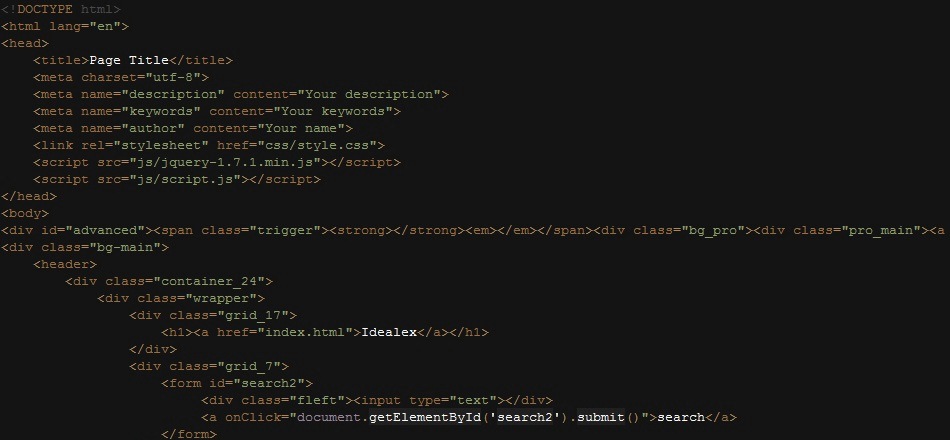 <!DOCTYPE html>
<html lang="en">
<head>
<title>Page Title</title>
<meta charset="utf-8">
<meta name="description" content="Your description">
<meta name="keywords" content="Your keywords">
<meta name="author" content="Your name">
<link rel="stylesheet" href="css/style.css">
<script src="js/jquery-1.7.1.min.js"></script>
<script src="js/script.js"></script>
</head>
<body>
<div id="advanced"><span class="trigger"><strong></strong><em></em></span><div class="bg_pro"><div class="pro_main"><a
<div class="bg-main">
<header>
<div class="container_24">
<div class="wrapper">
<div class="grid_17">
<h1><a href="index.html">Idealex</a></h1>
</div>
<div class="grid_7">
<form id="search2">
<div class="fleft"><input type="text"></div>
<a onClick="document.getElementById('search2').submit()">search</a>
</form>